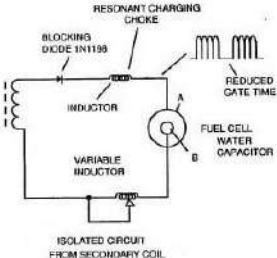 RESONANT CHARGING
CHOKE
BLOCKING
DIODE 1N1198
REDUCED
GATE TIME
INDUCTOR
A
FUEL CELL
WATER
CAPACITOR
B
VARIABLE
INDUCTOR
ISOLATED CIRCUIT
FROM SECONDARY COIL